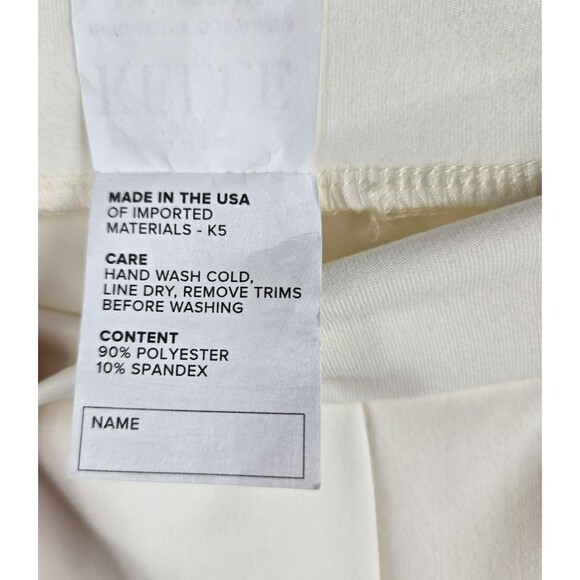 MADE IN THE USA
OF IMPORTED
MATERIALS - K5
CARE
HAND WASH COLD,
LINE DRY, REMOVE TRIMS
BEFORE WASHING
CONTENT
90% POLYESTER
10% SPANDEX
NAME